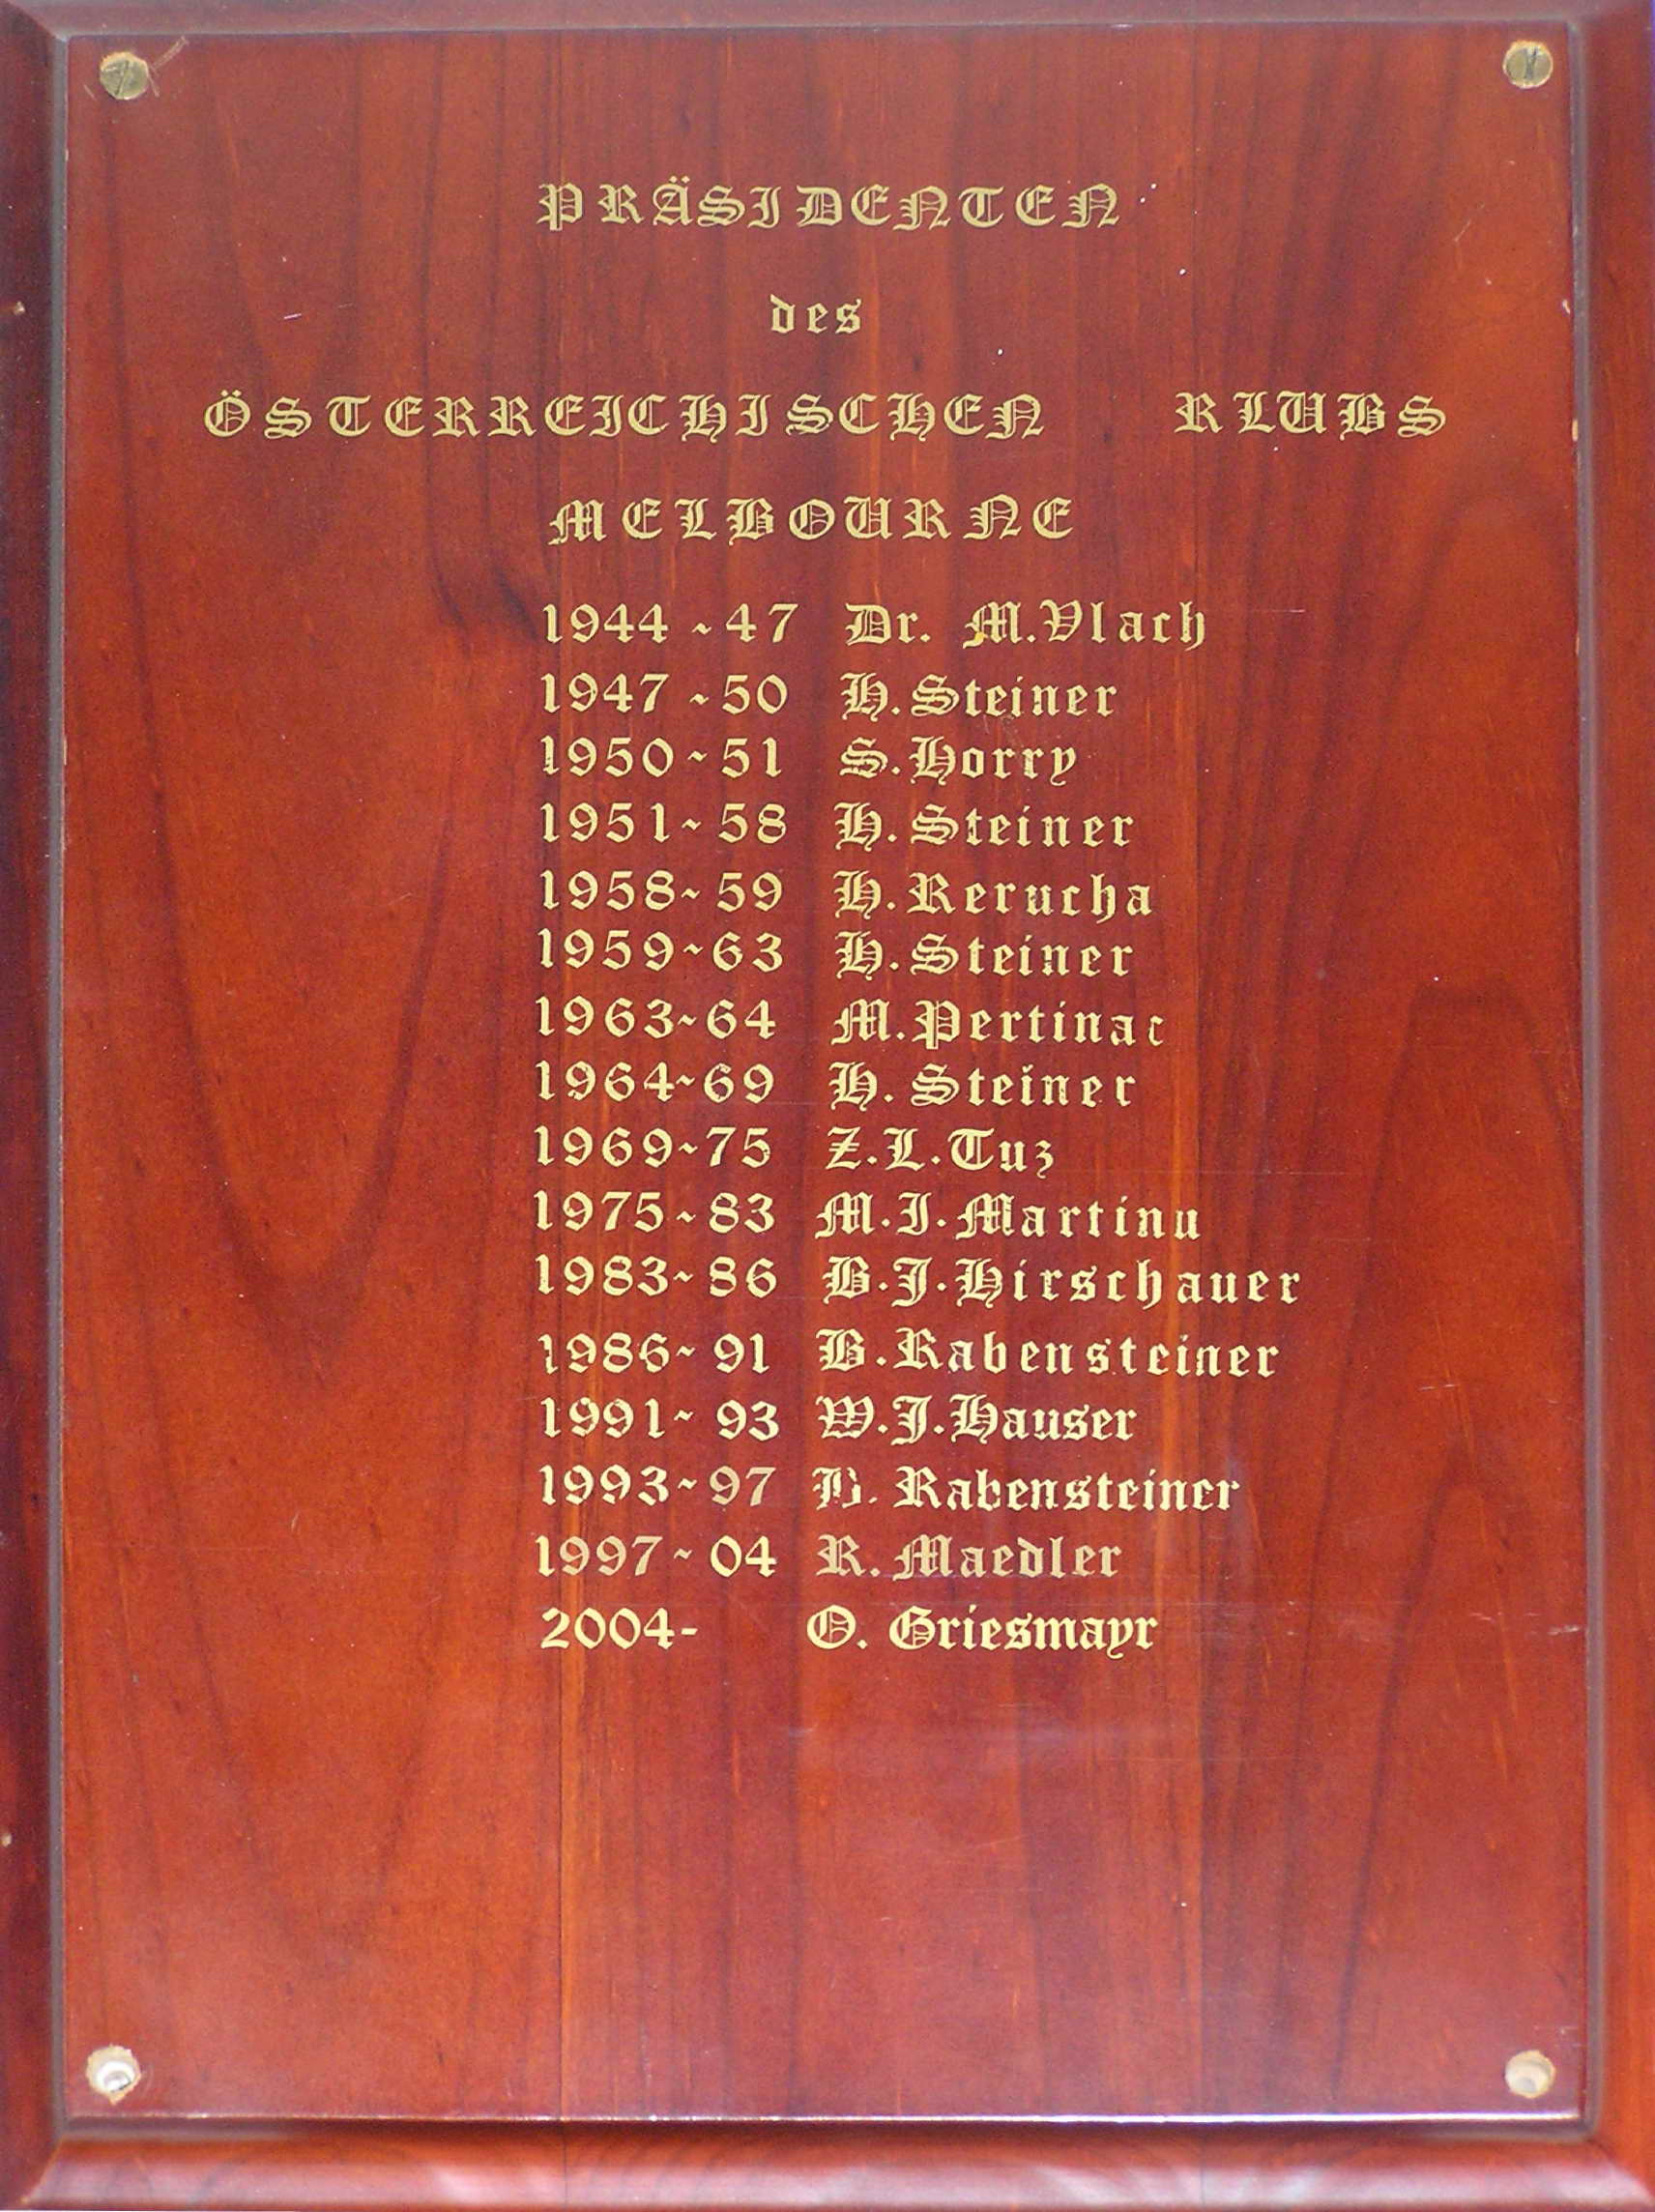 PRÄSIDENTEN
des
ÖSTERREICHISCHEN KLUBS
MELBOURNE
1944-47 Dr. M.Vlach
1947-50 H.Steiner
1950-51 S.Horry
1951-58 H.Steiner
1958-59 H.Rerucha
1959-63 H.Steiner
1963-64 M.Pertinac
1964-69 H. Steiner
1969-75 Z.L.Tuz
1975-83 M.I.Martinu
1983-86 B.J.Hirschauer
1986-91 B.Rabensteiner
1991-93 W.J.Hauser
1993-97 B. Rabensteiner
1997-04 R. Maedler
2004- O. Griesmayr